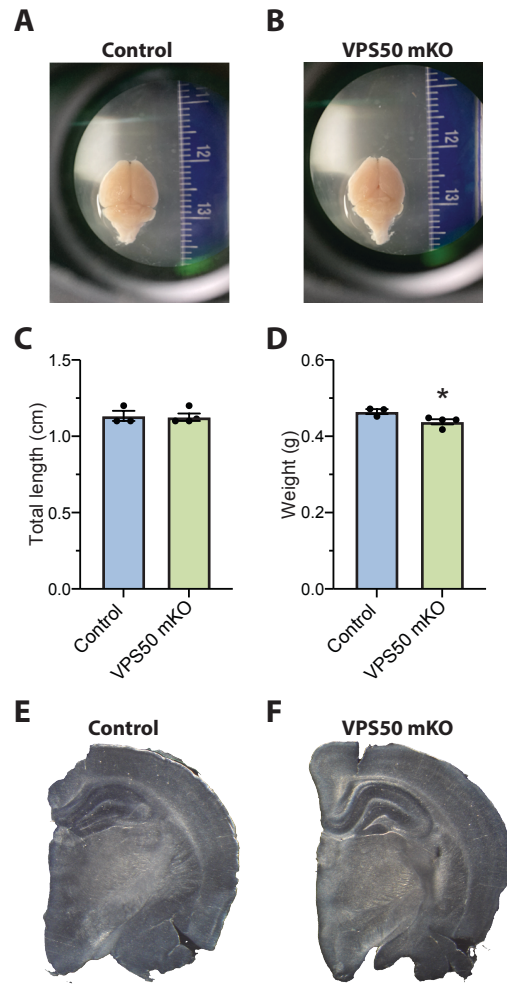 A
B
Control
VPS50 mKO
12
13
12
13
C
D
1.5
1.0
0.5
0.0
Total length (cm)
Control
VPS50 mKO
0.6
0.4
0.2
0.0
Weight (g)
*
Control
VPS50 mKO
E
F
Control
VPS50 mKO